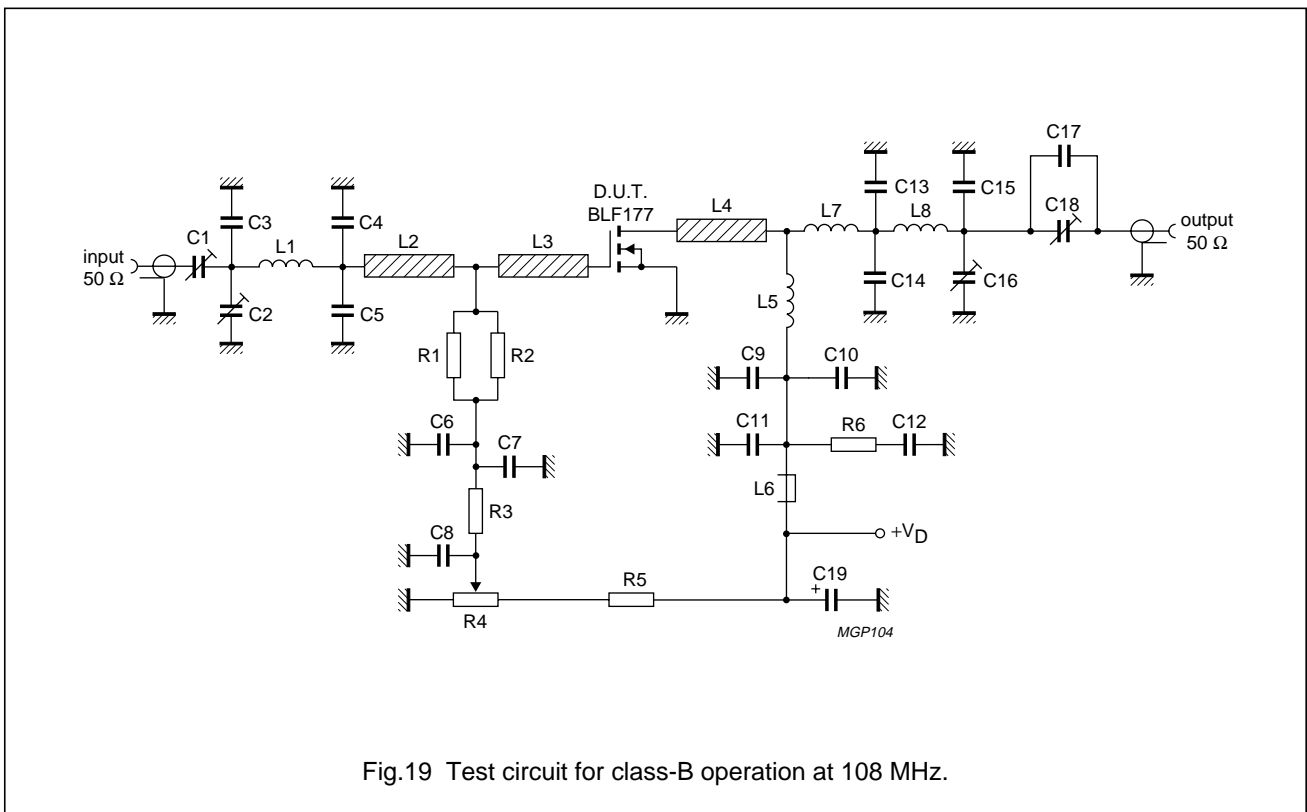 C17
D.U.T.
BLF177
C13
C15
C3
C4
L4
L7
L8
C18
output
50 Ω
C1
L1
L2
L3
input
50 Ω
C2
C5
C14
C16
L5
R1
R2
C9
C10
C6
C7
C11
R6
C12
L6
R3
C8
+VD
R5
C19
+
R4
MGP104
Fig.19 Test circuit for class-B operation at 108 MHz.